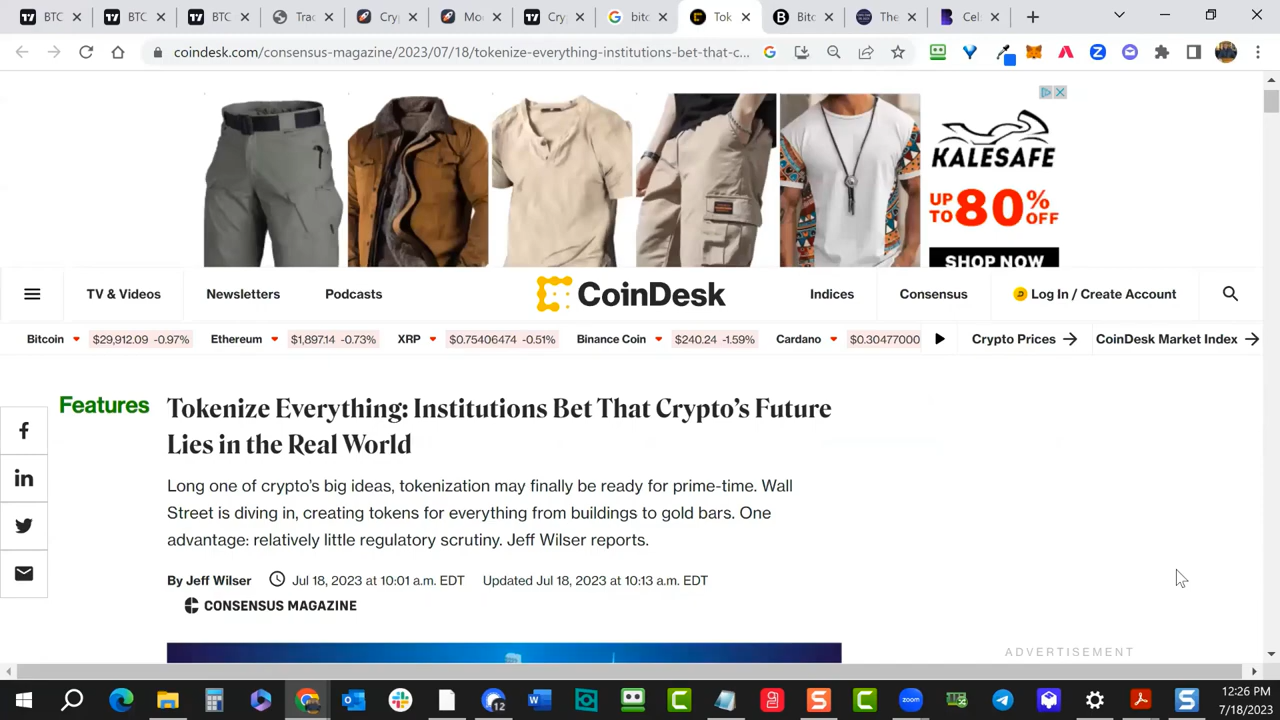 BTC
BTC
BTC
Trac
Cryp
Mo
Cryp
bitc
Tok
Bitc
The
Cel
coindesk.com/consensus-magazine/2023/07/18/tokenize-everything-institutions-bet-that-c...
KALESAFE
UP TO 80% OFF
SHOP NOW
TV & Videos
Newsletters
Podcasts
CoinDesk
Indices
Consensus
Log In / Create Account
Bitcoin $29,912.09 -0.97%
Ethereum $1,897.14 -0.73%
XRP $0.75406474 -0.51%
Binance Coin $240.24 -1.59%
Cardano $0.30477000
Crypto Prices
CoinDesk Market Index
Features
Tokenize Everything: Institutions Bet That Crypto's Future
Lies in the Real World
Long one of crypto's big ideas, tokenization may finally be ready for prime-time. Wall
Street is diving in, creating tokens for everything from buildings to gold bars. One
advantage: relatively little regulatory scrutiny. Jeff Wilser reports.
By Jeff Wilser
Jul 18, 2023 at 10:01 a.m. EDT
Updated Jul 18, 2023 at 10:13 a.m. EDT
CONSENSUS MAGAZINE
ADVERTISEMENT
12
zoom
12:26 PM
7/18/2023